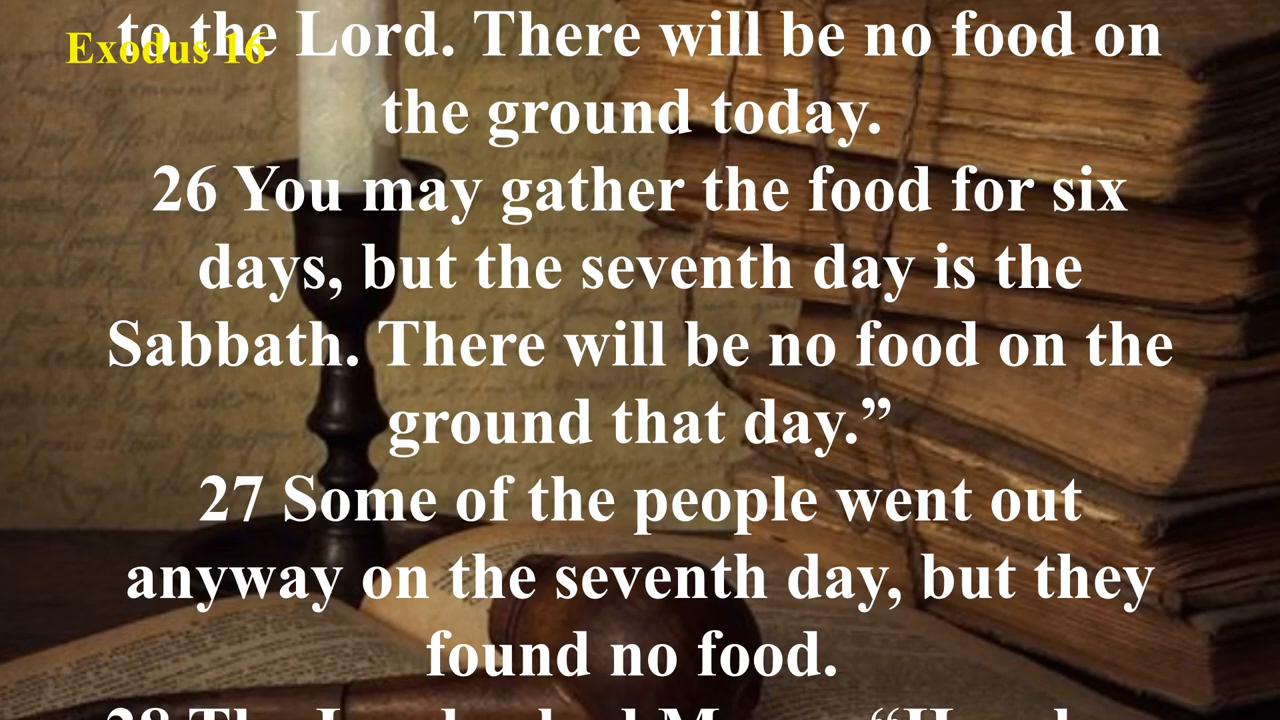 Exodus 16
to the Lord. There will be no food on
the ground today.
26 You may gather the food for six
days, but the seventh day is the
Sabbath. There will be no food on the
ground that day.”
27 Some of the people went out
anyway on the seventh day, but they
found no food.
28 The Lord